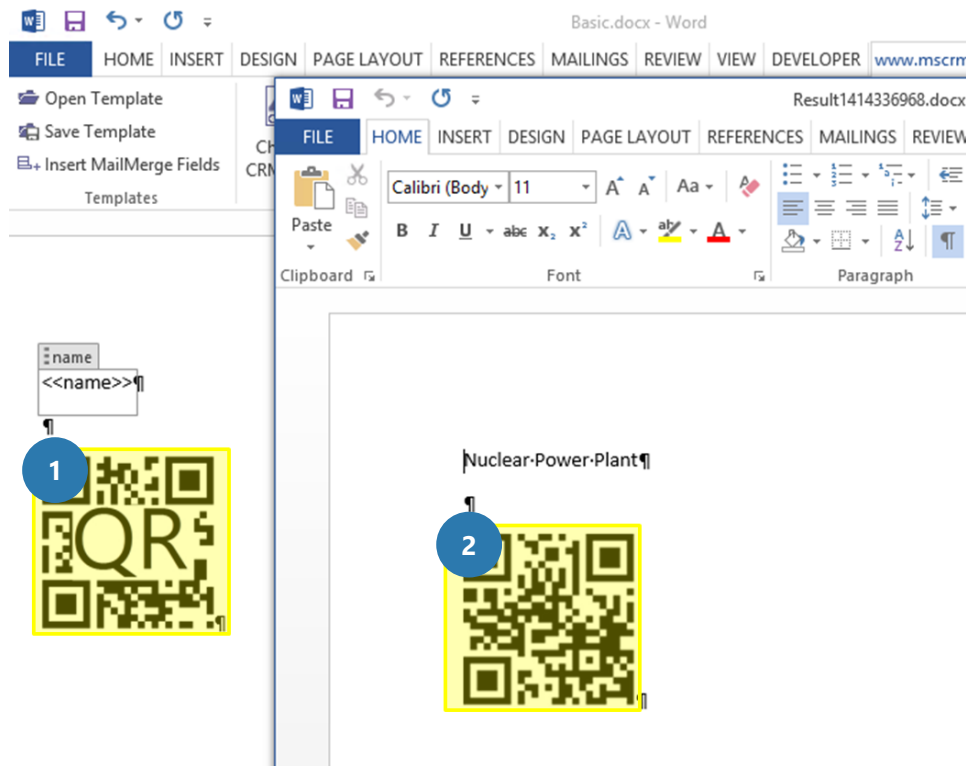 Basic.docx - Word
FILE HOME INSERT DESIGN PAGE LAYOUT REFERENCES MAILINGS REVIEW VIEW DEVELOPER www.mscrm
Open Template
Save Template
Insert MailMerge Fields
Templates
Ch
CRM
Result1414336968.docx
FILE HOME INSERT DESIGN PAGE LAYOUT REFERENCES MAILINGS REVIEW
Paste
Calibri (Body 11
Aa
B I U abc X₂ X²
Clipboard Font Paragraph
name
<<name>>¶
¶
1
QR
¶
Nuclear·Power·Plant¶
¶
2
¶